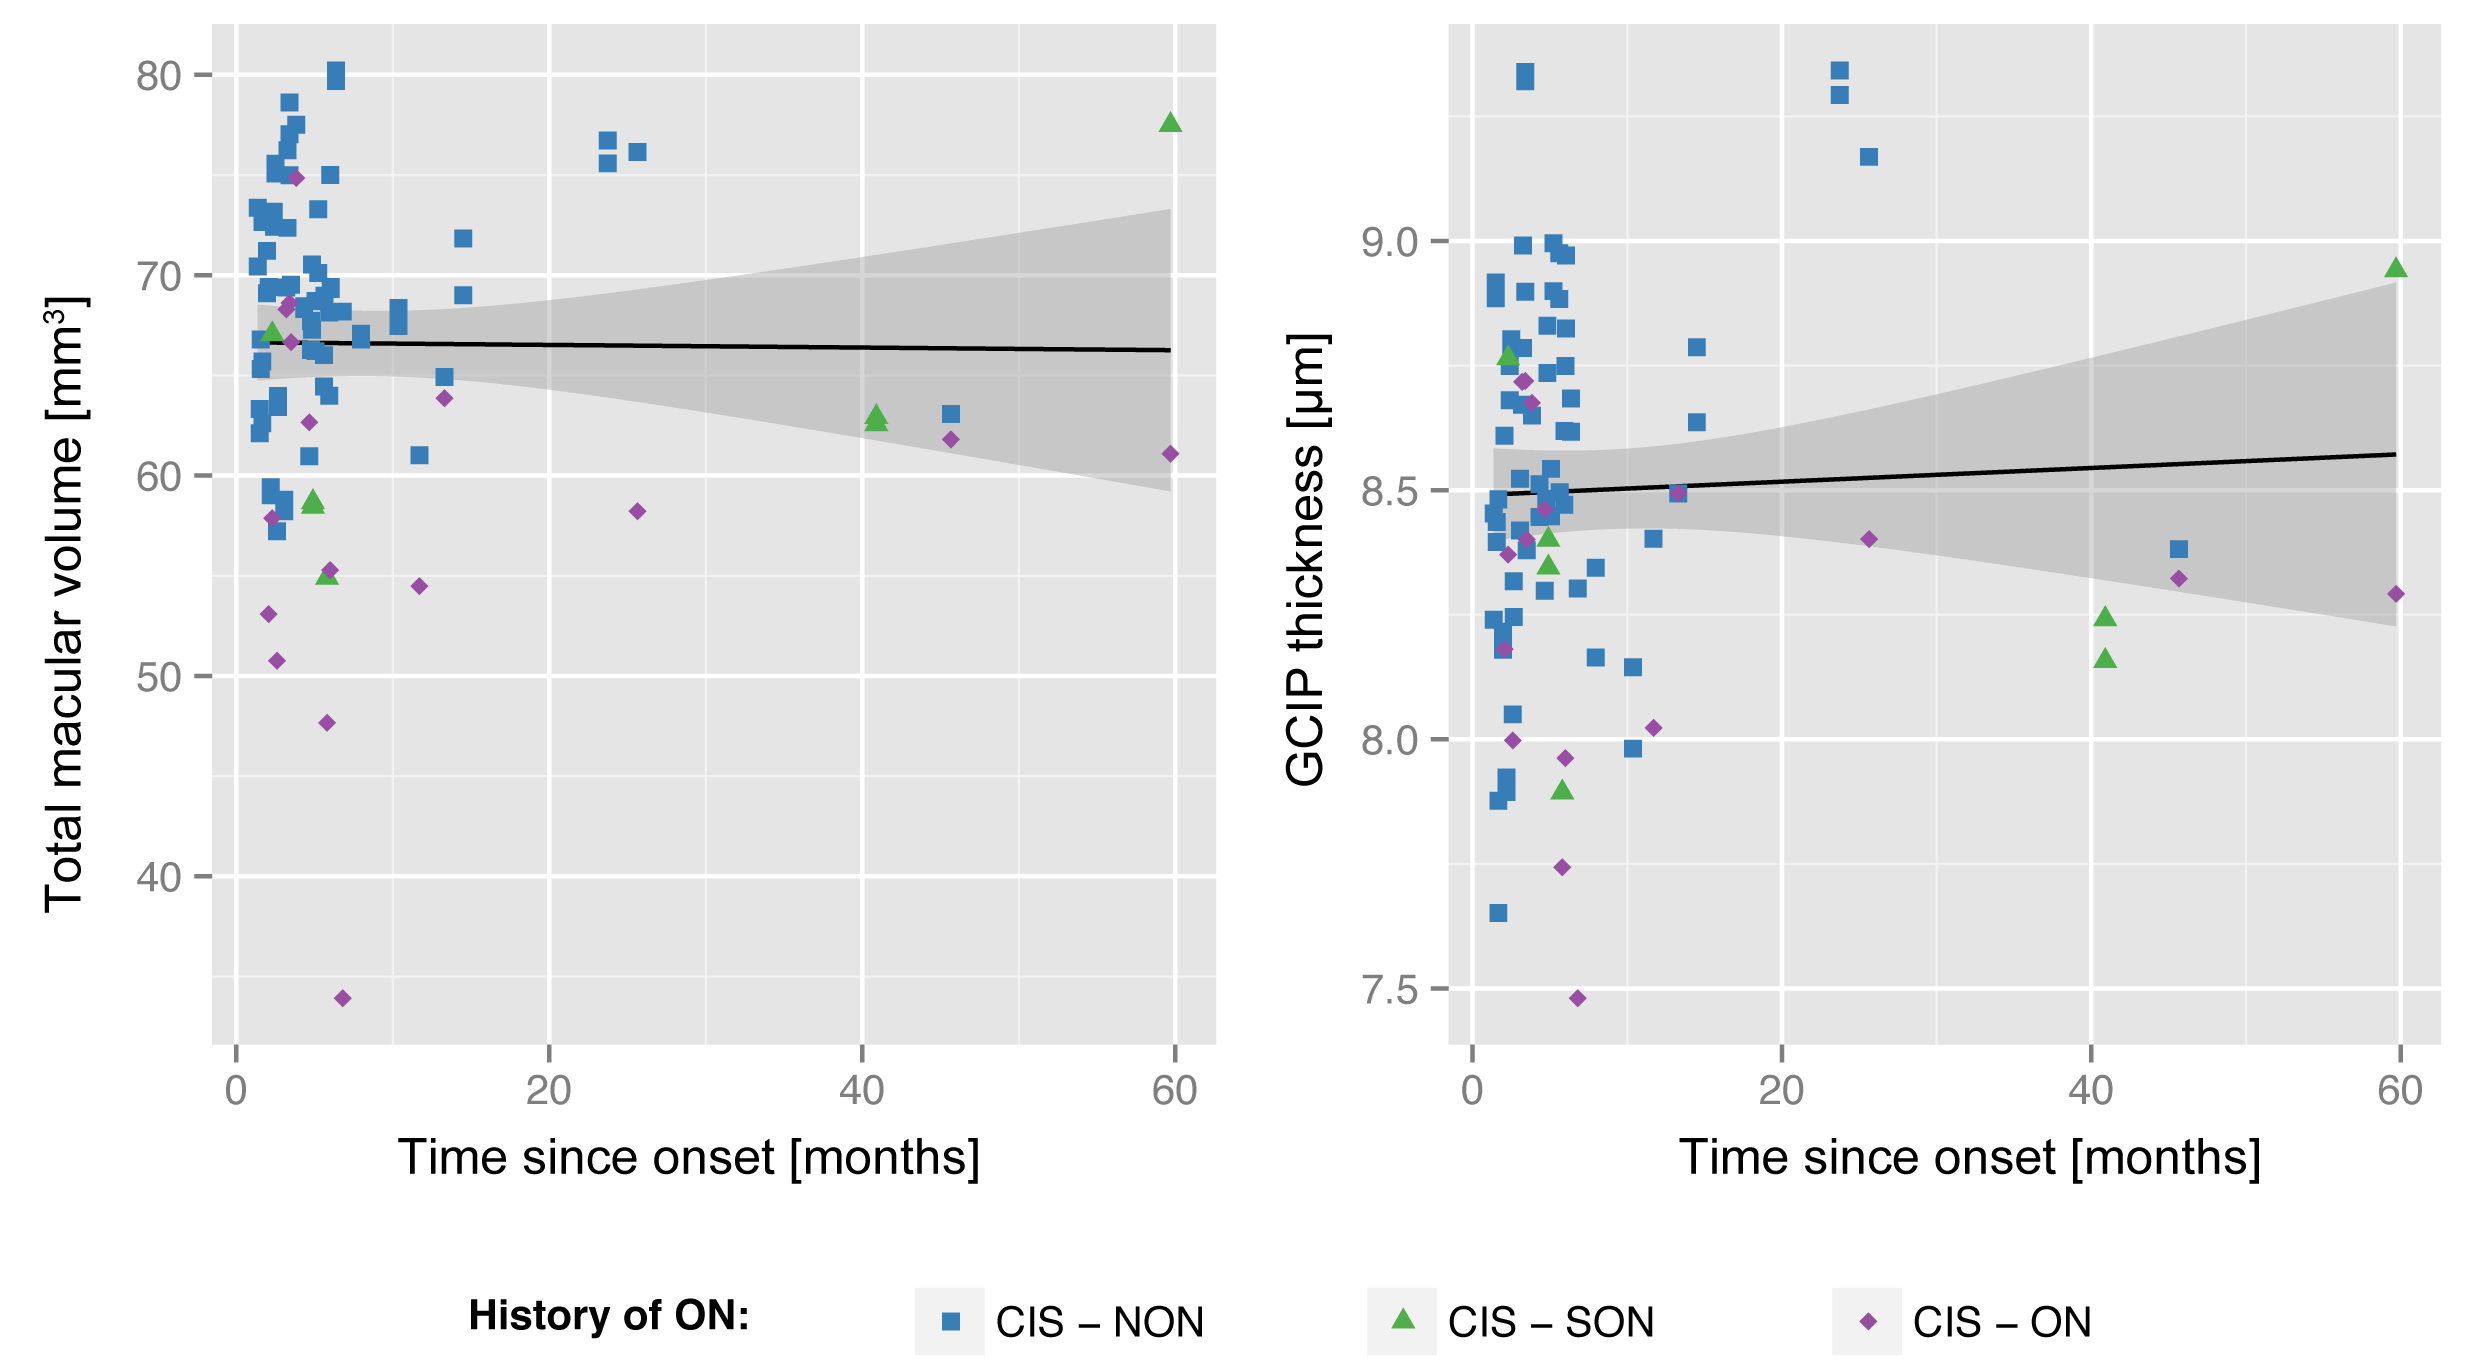 80
70
60
50
40
Total macular volume [mm³]
0 20 40 60
Time since onset [months]
9.0
8.5
8.0
7.5
GCIP thickness [µm]
0 20 40 60
Time since onset [months]
History of ON: CIS – NON CIS – SON CIS – ON